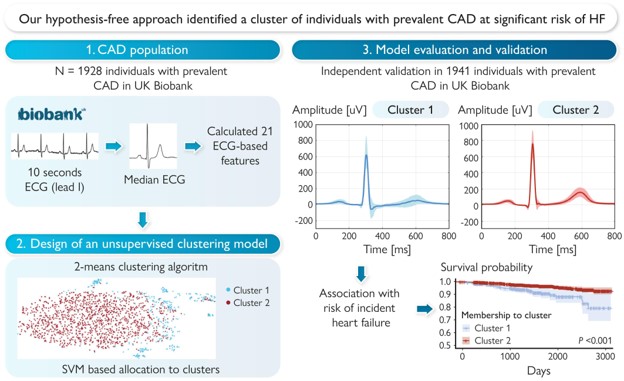 Our hypothesis-free approach identified a cluster of individuals with prevalent CAD at significant risk of HF
1. CAD population
N = 1928 individuals with prevalent
CAD in UK Biobank
biobank uk
10 seconds
ECG (lead I)
Median ECG
Calculated 21
ECG-based
features
2. Design of an unsupervised clustering model
2-means clustering algoritm
Cluster 1
Cluster 2
SVM based allocation to clusters
3. Model evaluation and validation
Independent validation in 1941 individuals with prevalent
CAD in UK Biobank
Amplitude [uV]
Cluster 1
1000
800
600
400
200
0
-200
0
200
400
600
800
Time [ms]
Amplitude [uV]
Cluster 2
1000
800
600
400
200
0
-200
0
200
400
600
800
Time [ms]
Association with
risk of incident
heart failure
Survival probability
1.0
0.9
0.8
0.7
0.6
0.5
Membership to cluster
Cluster 1
Cluster 2
P <0.001
0
1000
2000
3000
Days